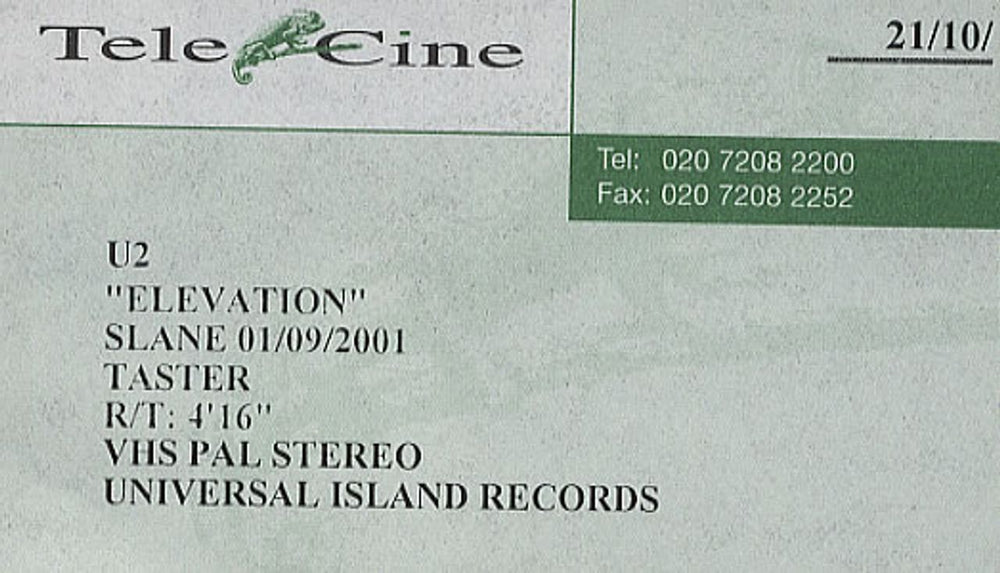 Tele Cine
21/10/
Tel: 020 7208 2200
Fax: 020 7208 2252
U2
"ELEVATION"
SLANE 01/09/2001
TASTER
R/T: 4'16"
VHS PAL STEREO
UNIVERSAL ISLAND RECORDS